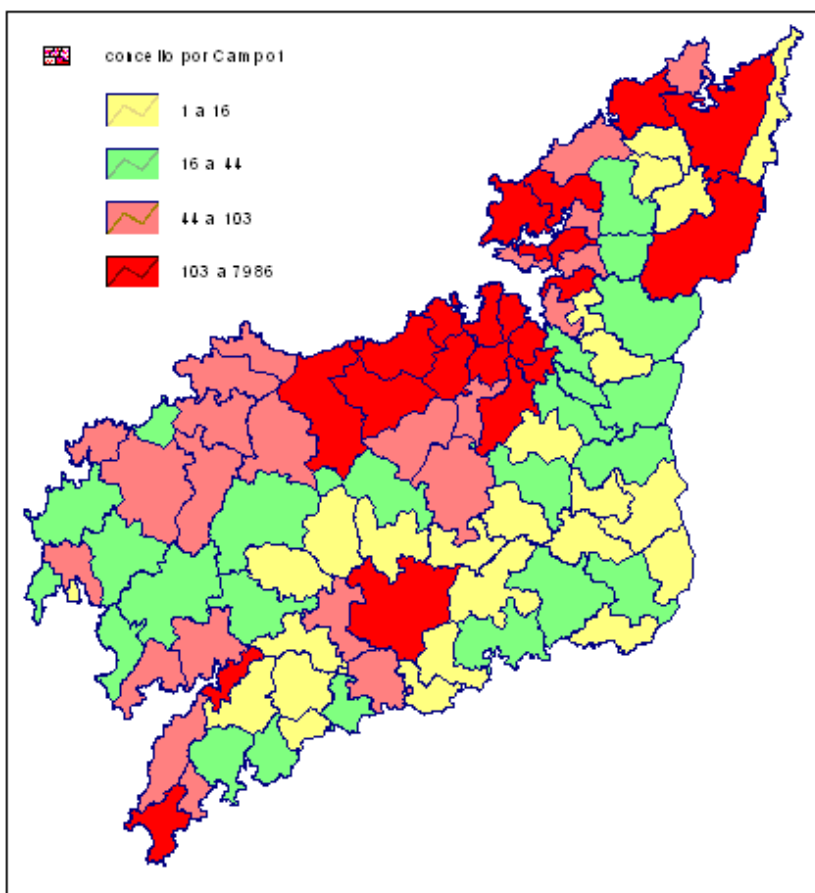 concello por Campo1
1 a 16
16 a 44
44 a 103
103 a 7986